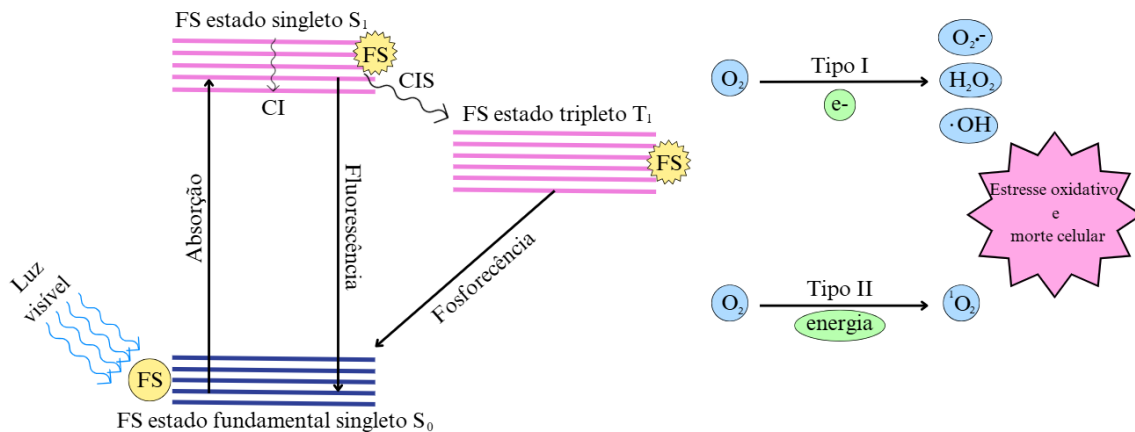 FS estado singleto S₁
FS
CI
CIS
FS estado tripleto T₁
FS
Absorção
Fluorescência
Fosforecência
Luz
visível
FS
FS estado fundamental singleto S₀
O₂
Tipo I
e-
O₂•-
H₂O₂
·OH
Estresse oxidativo
e
morte celular
O₂
Tipo II
energia
¹O₂